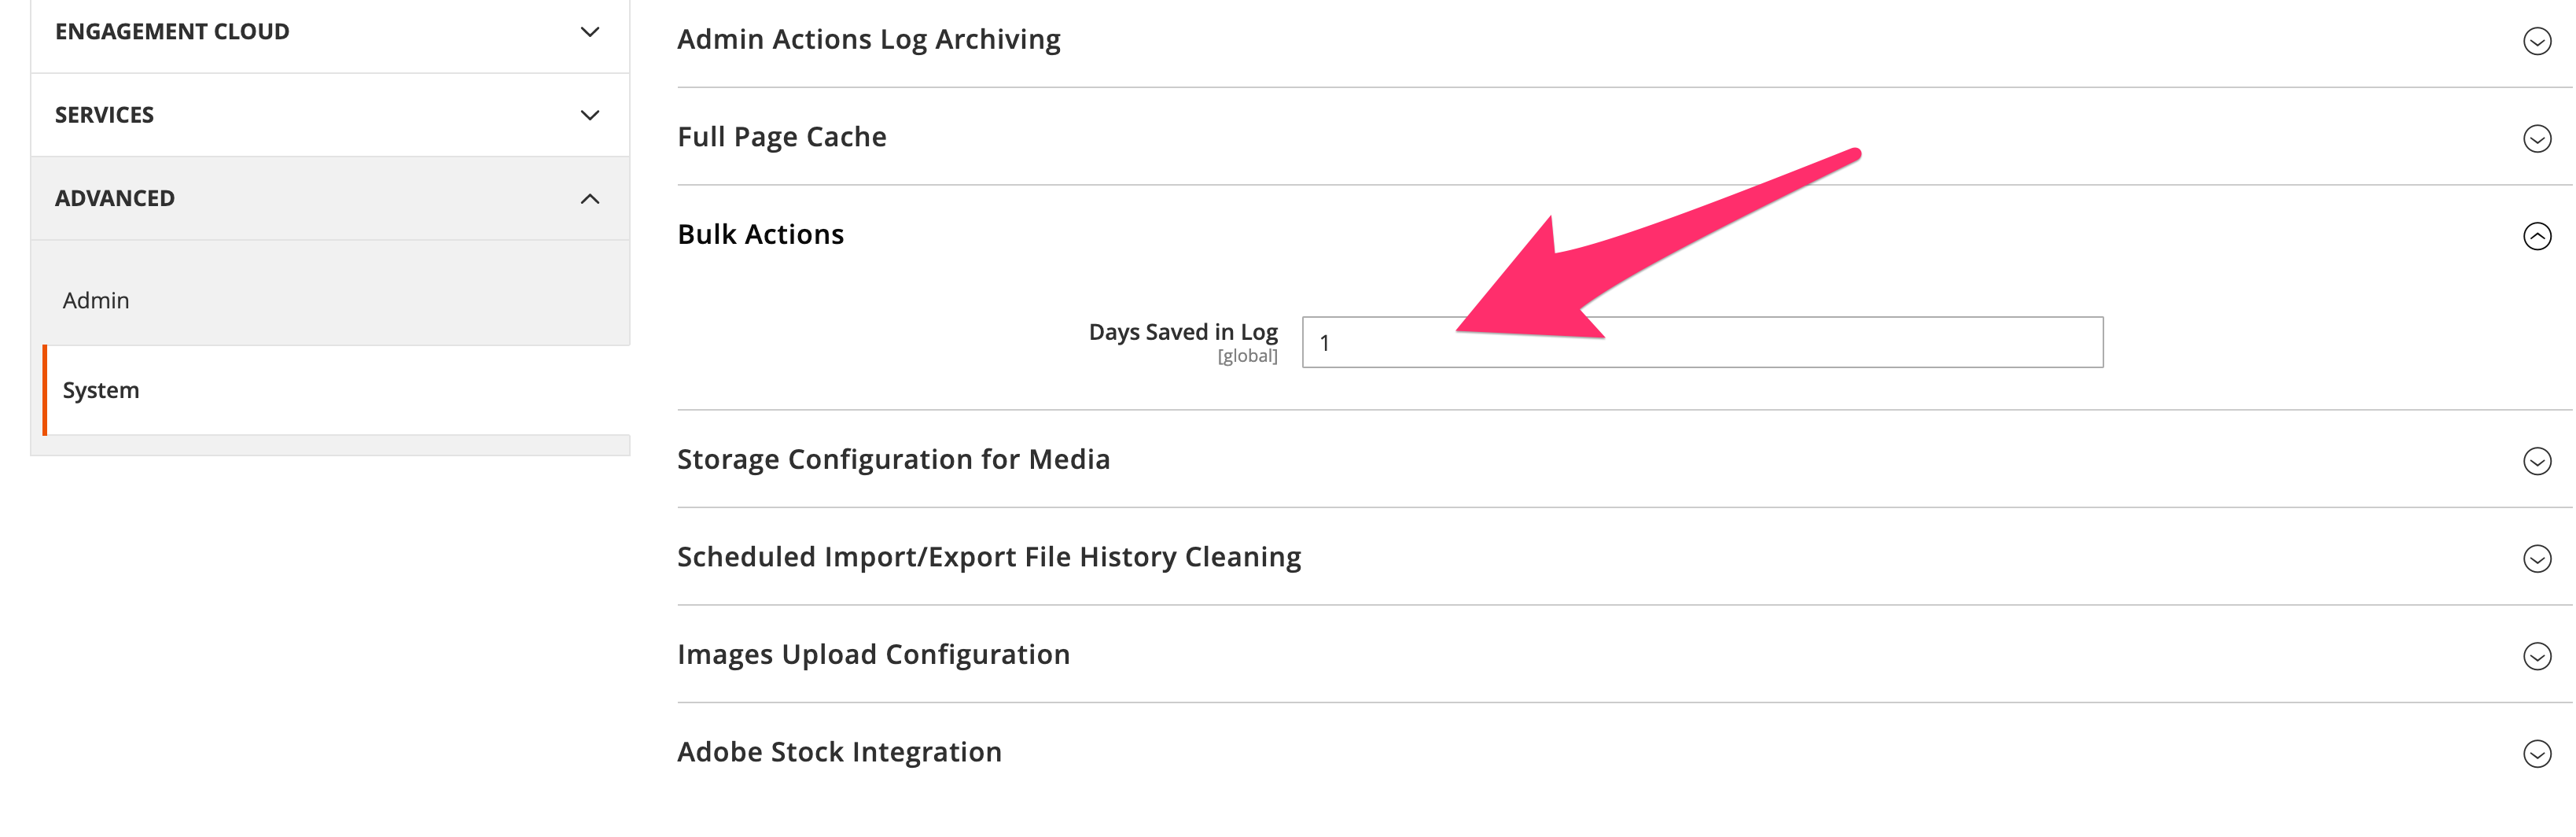 ENGAGEMENT CLOUD
SERVICES
ADVANCED
Admin
System
Admin Actions Log Archiving
Full Page Cache
Bulk Actions
Days Saved in Log
[global]
1
Storage Configuration for Media
Scheduled Import/Export File History Cleaning
Images Upload Configuration
Adobe Stock Integration